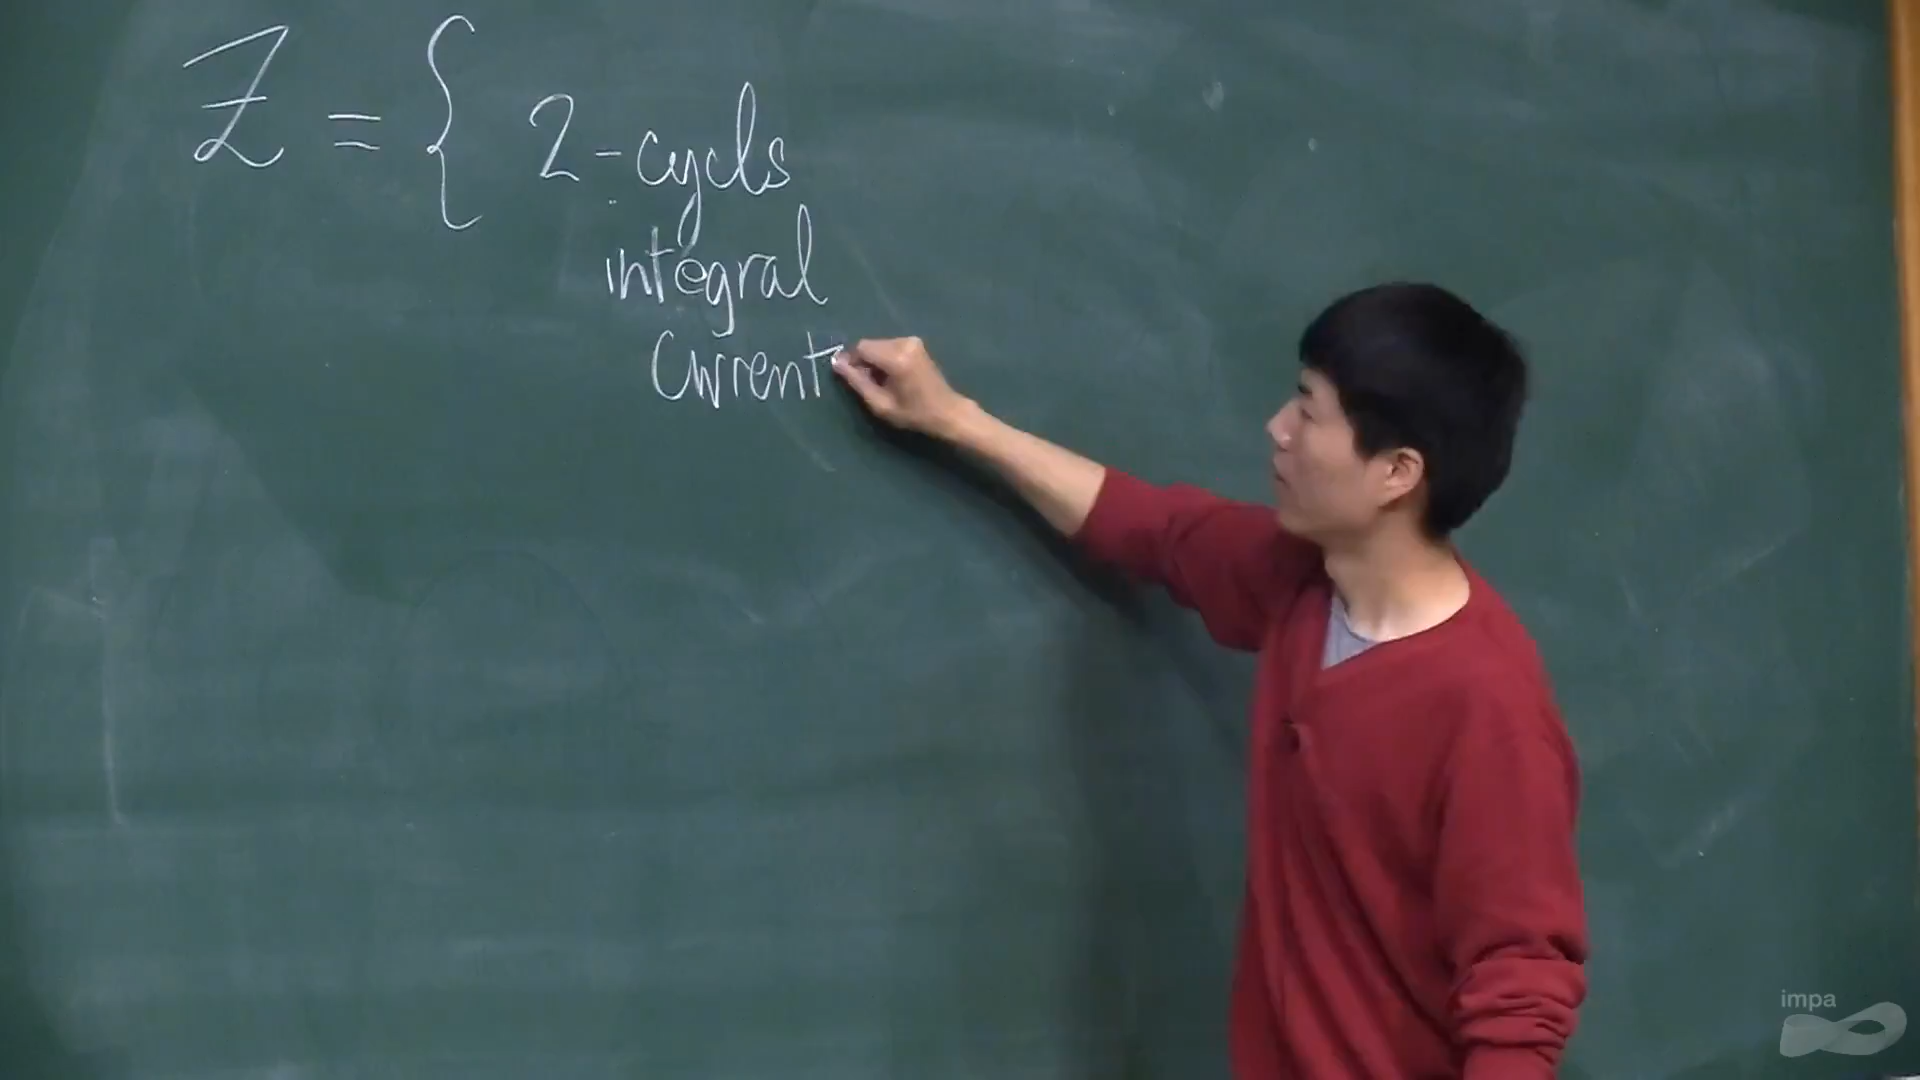 Z = { 2-cycls
integral
Current
impa